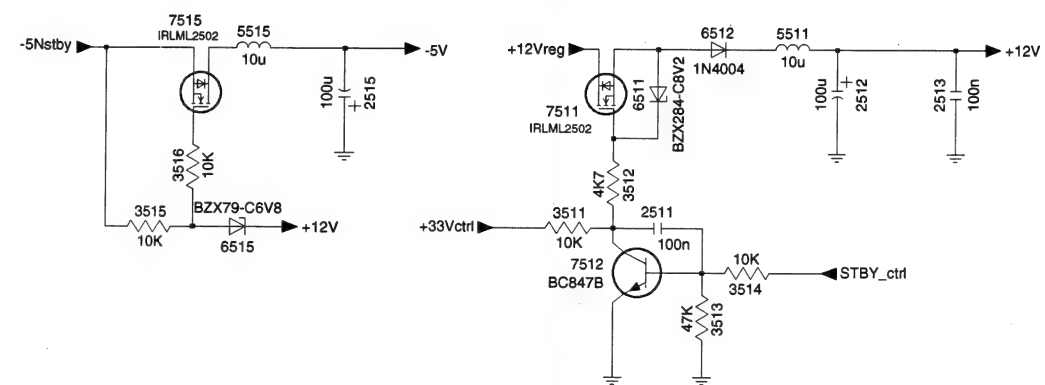 7515
IRLML2502
-5Nstby
5515
10u
-5V
100u
2515
3516
10K
BZX79-C6V8
3515
10K
6515
+12V
+12Vreg
7511
IRLML2502
6511
BZX284-C8V2
6512
1N4004
5511
10u
+12V
100u
2512
2513
100n
4K7
3512
+33Vctrl
3511
10K
2511
100n
7512
BC847B
10K
3514
STBY_ctrl
47K
3513